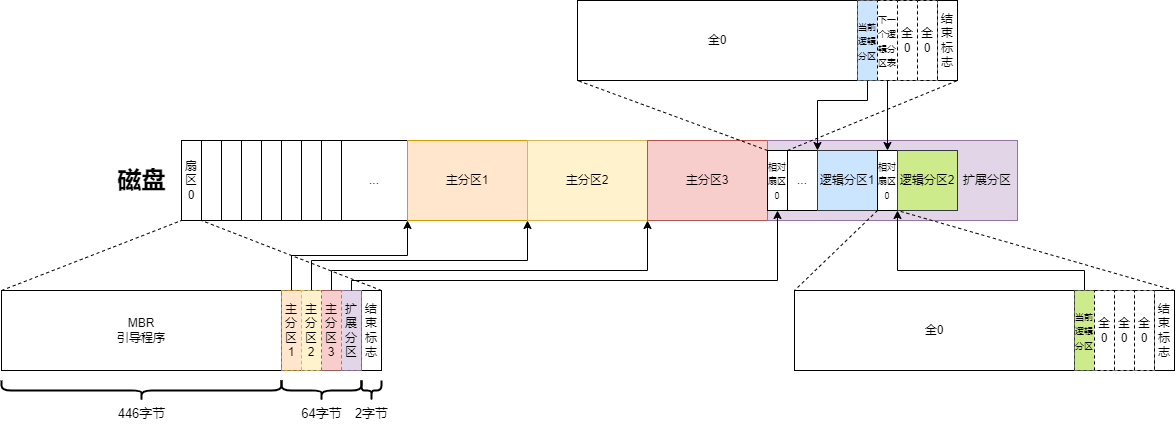 全0
当前
逻辑
分区
下一
个逻
辑分
区表
全
0
全
0
结
束
标
志
磁盘
扇
区
0
...
主分区1
主分区2
主分区3
相对
扇区
0
...
逻辑分区1
相对
扇区
0
逻辑分区2
扩展分区
MBR
引导程序
主
分
区
1
主
分
区
2
主
分
区
3
扩
展
分
区
结
束
标
志
446字节
64字节
2字节
全0
当前
逻辑
分区
全
0
全
0
全
0
结
束
标
志